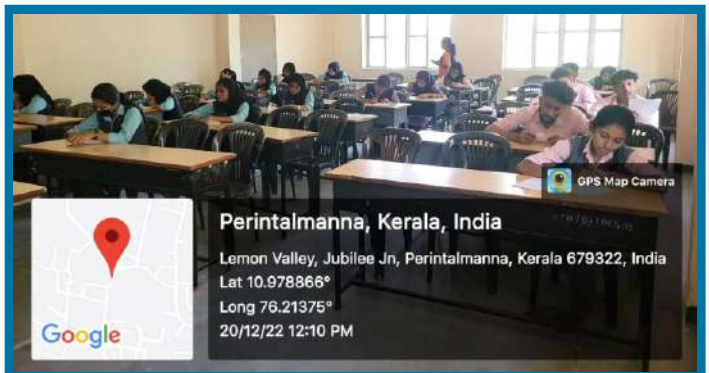 GPS Map Camera
Perintalmanna, Kerala, India
Lemon Valley, Jubilee Jn, Perintalmanna, Kerala 679322, India
Lat 10.978866°
Long 76.21375°
20/12/22 12:10 PM
Google